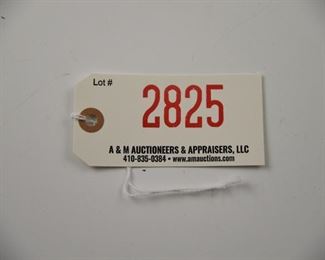 Lot #
2825
A & M AUCTIONEERS & APPRAISERS, LLC
410-835-0384 • www.amauctions.com